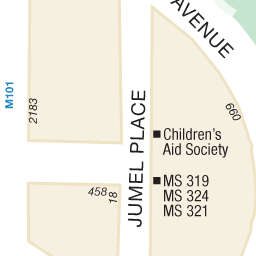 AVENUE
M101
2183
JUMEL PLACE
660
Children's
Aid Society
MS 319
MS 324
MS 321
458
18